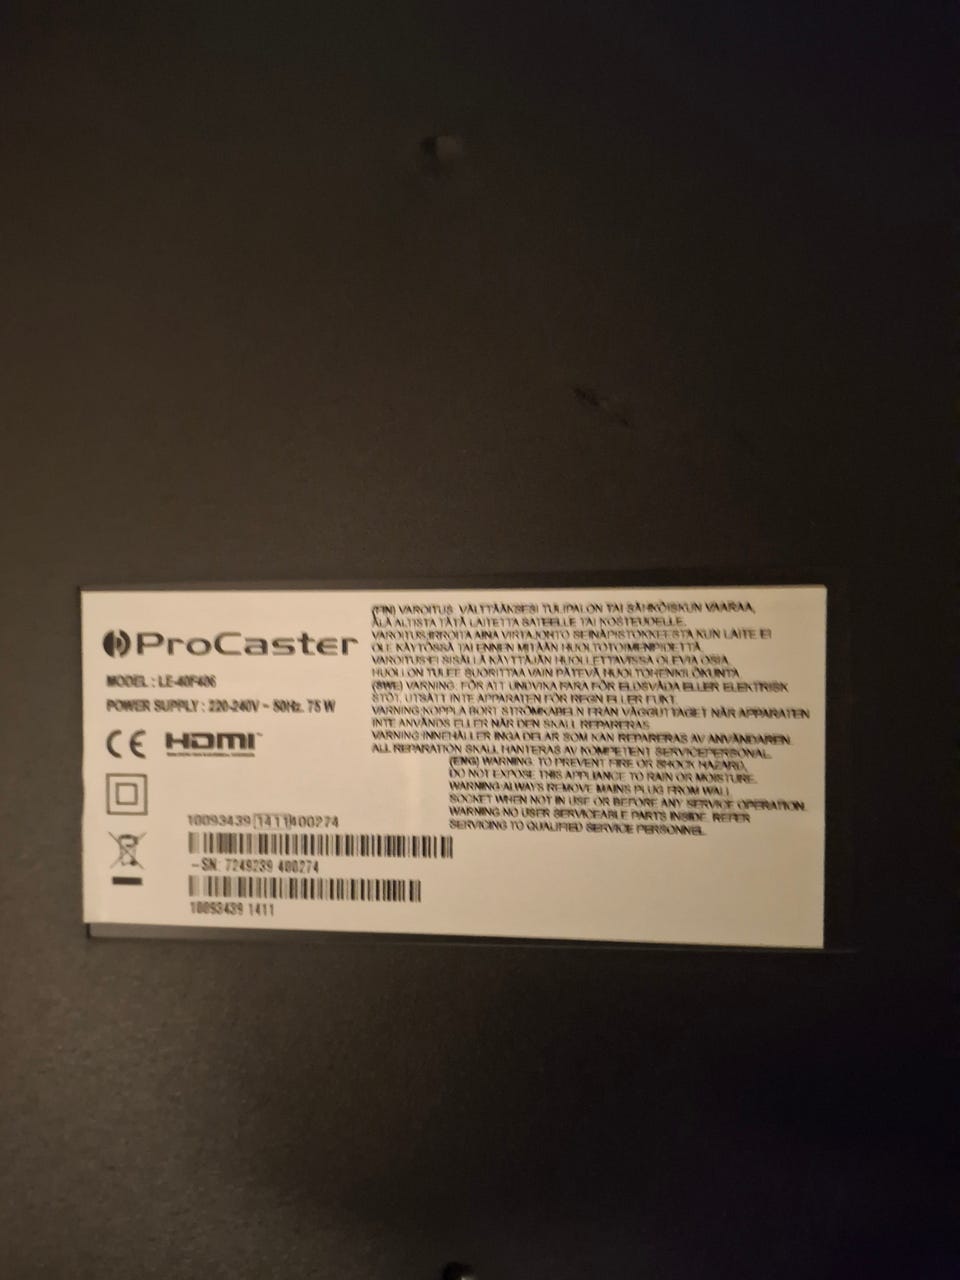 ProCaster
MODEL : LE-40F406
POWER SUPPLY : 220-240V ~ 50Hz. 75 W
CE HDMI
(FIN) VAROITUS: VÄLTTÄÄKSESI TULIPALON TAI SÄHKÖISKUN VAARAA,
ÄLÄ ALTISTA TÄTÄ LAITETTA SATEELLE TAI KOSTEUDELLE.
VAROITUS:IRROITA AINA VIRTAJOHTO SEINÄPISTOKKEESTA KUN LAITE EI
OLE KÄYTÖSSÄ TAI ENNEN MITÄÄN HUOLTOTOIMENPIDETTÄ.
VAROITUS:EI SISÄLLÄ KÄYTTÄJÄN HUOLLETTAVISSA OLEVIA OSIA.
HUOLLON TULEE SUORITTAA VAIN PÄTEVÄ HUOLTOHENKILÖKUNTA
(SWE) VARNING: FÖR ATT UNDVIKA FARA FÖR ELDSVÅDA ELLER ELEKTRISK
STÖT, UTSÄTT INTE APPARATEN FÖR REGN ELLER FUKT.
VARNING:KOPPLA BORT STRÖMKABELN FRÅN VÄGGUTTAGET NÄR APPARATEN
INTE ANVÄNDS ELLER NÄR DEN SKALL REPARERAS.
VARNING:INNEHÅLLER INGA DELAR SOM KAN REPARERAS AV ANVÄNDAREN.
ALL REPARATION SKALL HANTERAS AV KOMPETENT SERVICEPERSONAL.
(ENG) WARNING: TO PREVENT FIRE OR SHOCK HAZARD,
DO NOT EXPOSE THIS APPLIANCE TO RAIN OR MOISTURE.
WARNING:ALWAYS REMOVE MAINS PLUG FROM WALL
SOCKET WHEN NOT IN USE OR BEFORE ANY SERVICE OPERATION.
WARNING:NO USER SERVICEABLE PARTS INSIDE. REFER
SERVICING TO QUALIFIED SERVICE PERSONNEL.
10093439[1411]400274
-SN: 7249239 400274
10093439 1411